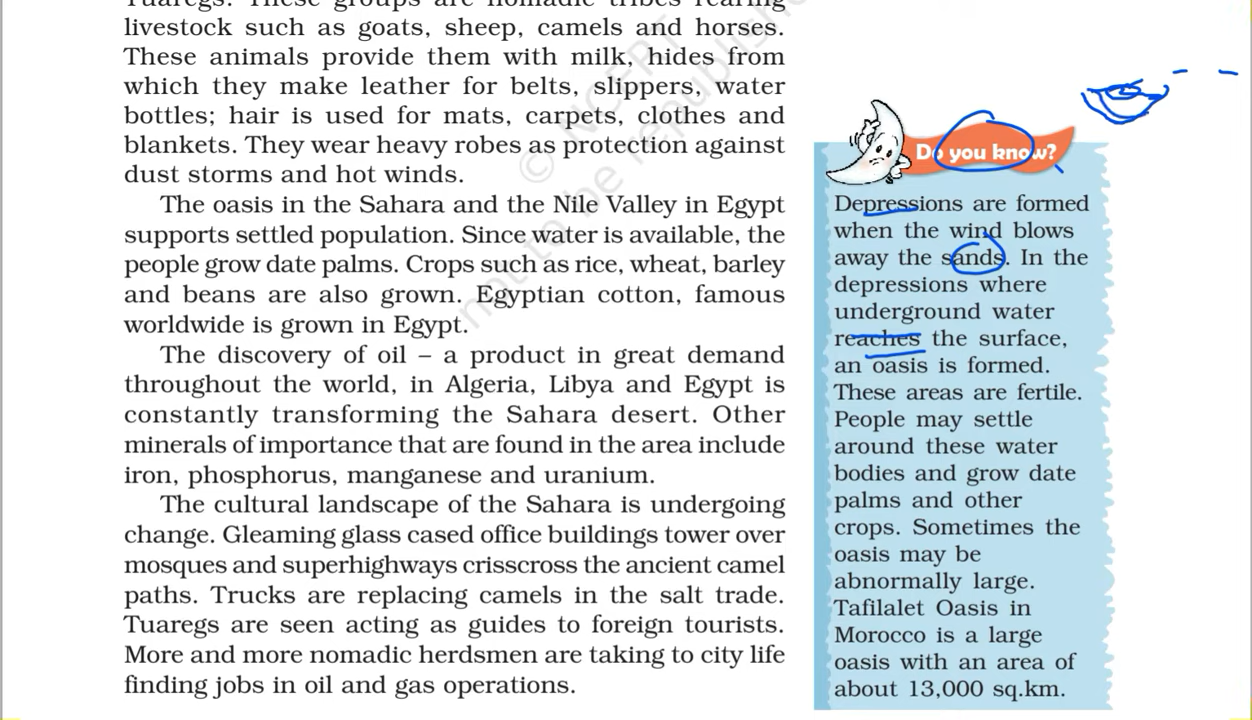 Tuaregs. These groups are nomadic tribes rearing
livestock such as goats, sheep, camels and horses.
These animals provide them with milk, hides from
which they make leather for belts, slippers, water
bottles; hair is used for mats, carpets, clothes and
blankets. They wear heavy robes as protection against
dust storms and hot winds.
The oasis in the Sahara and the Nile Valley in Egypt
supports settled population. Since water is available, the
people grow date palms. Crops such as rice, wheat, barley
and beans are also grown. Egyptian cotton, famous
worldwide is grown in Egypt.
The discovery of oil – a product in great demand
throughout the world, in Algeria, Libya and Egypt is
constantly transforming the Sahara desert. Other
minerals of importance that are found in the area include
iron, phosphorus, manganese and uranium.
The cultural landscape of the Sahara is undergoing
change. Gleaming glass cased office buildings tower over
mosques and superhighways crisscross the ancient camel
paths. Trucks are replacing camels in the salt trade.
Tuaregs are seen acting as guides to foreign tourists.
More and more nomadic herdsmen are taking to city life
finding jobs in oil and gas operations.
Do you know?
Depressions are formed
when the wind blows
away the sands. In the
depressions where
underground water
reaches the surface,
an oasis is formed.
These areas are fertile.
People may settle
around these water
bodies and grow date
palms and other
crops. Sometimes the
oasis may be
abnormally large.
Tafilalet Oasis in
Morocco is a large
oasis with an area of
about 13,000 sq.km.
© NCERT
not to be republished